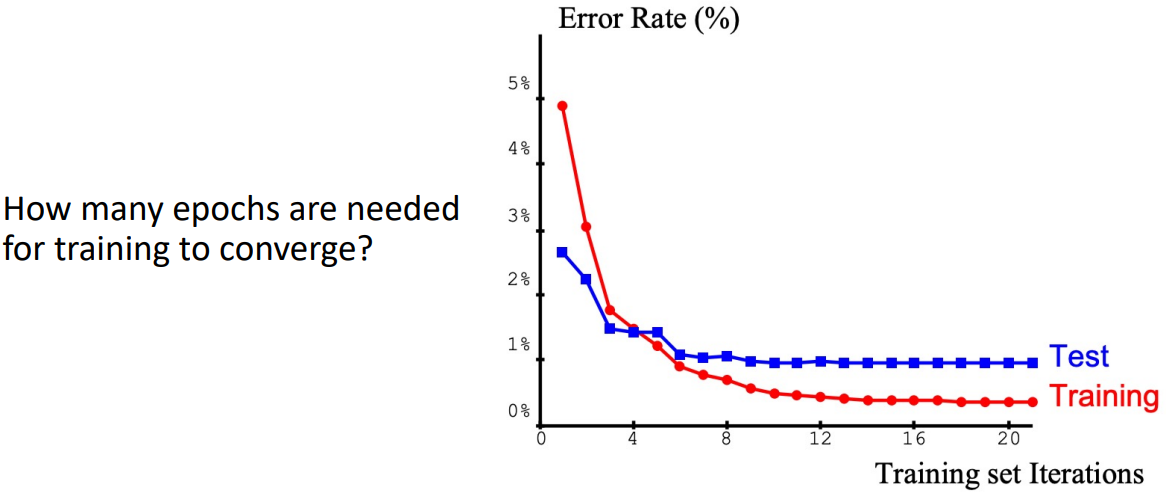 Error Rate (%)
5%
4%
How many epochs are needed
for training to converge?
3%
2%
1%
0%
Test
Training
0 4 8 12 16 20
Training set Iterations